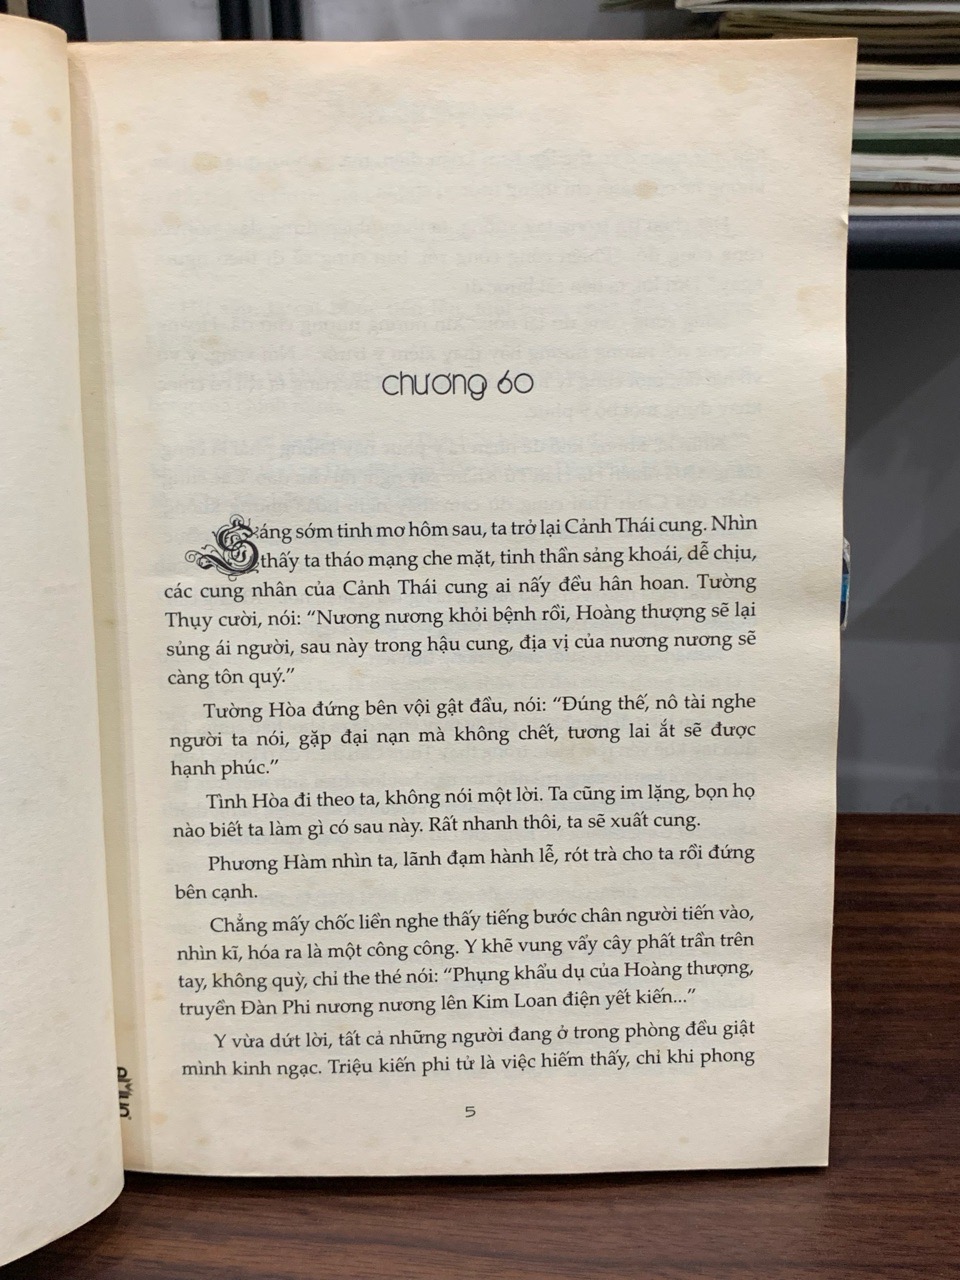 chương 60
Sáng sớm tinh mơ hôm sau, ta trở lại Cảnh Thái cung. Nhìn
thấy ta tháo mạng che mặt, tinh thần sảng khoái, dễ chịu,
các cung nhân của Cảnh Thái cung ai nấy đều hân hoan. Tường
Thụy cười, nói: “Nương nương khỏi bệnh rồi, Hoàng thượng sẽ lại
sủng ái người, sau này trong hậu cung, địa vị của nương nương sẽ
càng tôn quý.”
Tường Hòa đứng bên vội gật đầu, nói: “Đúng thế, nô tài nghe
người ta nói, gặp đại nạn mà không chết, tương lai ắt sẽ được
hạnh phúc.”
Tình Hòa đi theo ta, không nói một lời. Ta cũng im lặng, bọn họ
nào biết ta làm gì có sau này. Rất nhanh thôi, ta sẽ xuất cung.
Phương Hàm nhìn ta, lãnh đạm hành lễ, rót trà cho ta rồi đứng
bên cạnh.
Chẳng mấy chốc liền nghe thấy tiếng bước chân người tiến vào,
nhìn kĩ, hóa ra là một công công. Y khẽ vung vẩy cây phất trần trên
tay, không quỳ, chỉ the thé nói: “Phụng khẩu dụ của Hoàng thượng,
truyền Đàn Phi nương nương lên Kim Loan điện yết kiến...”
Y vừa dứt lời, tất cả những người đang ở trong phòng đều giật
mình kinh ngạc. Triệu kiến phi tử là việc hiếm thấy, chỉ khi phong
5